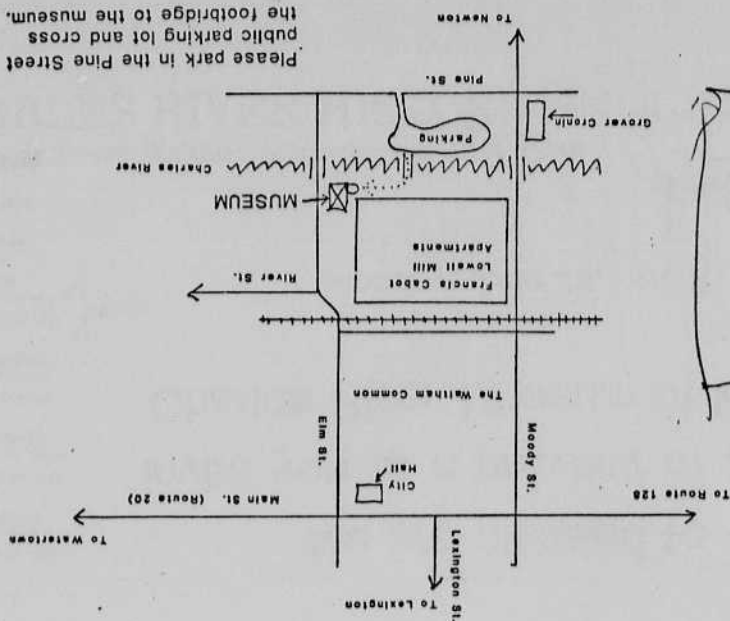 To Lexington
Lexington St.
To Watertown
To Route 128
Main St. (Route 20)
City
Hall
Moody St.
Elm St.
The Waltham Common
Francis Cabot
Lowell Mill
Apartments
River St.
MUSEUM
Charles River
Parking
Grover Cronin
Pine St.
To Newton
Please park in the Pine Street
public parking lot and cross
the footbridge to the museum.